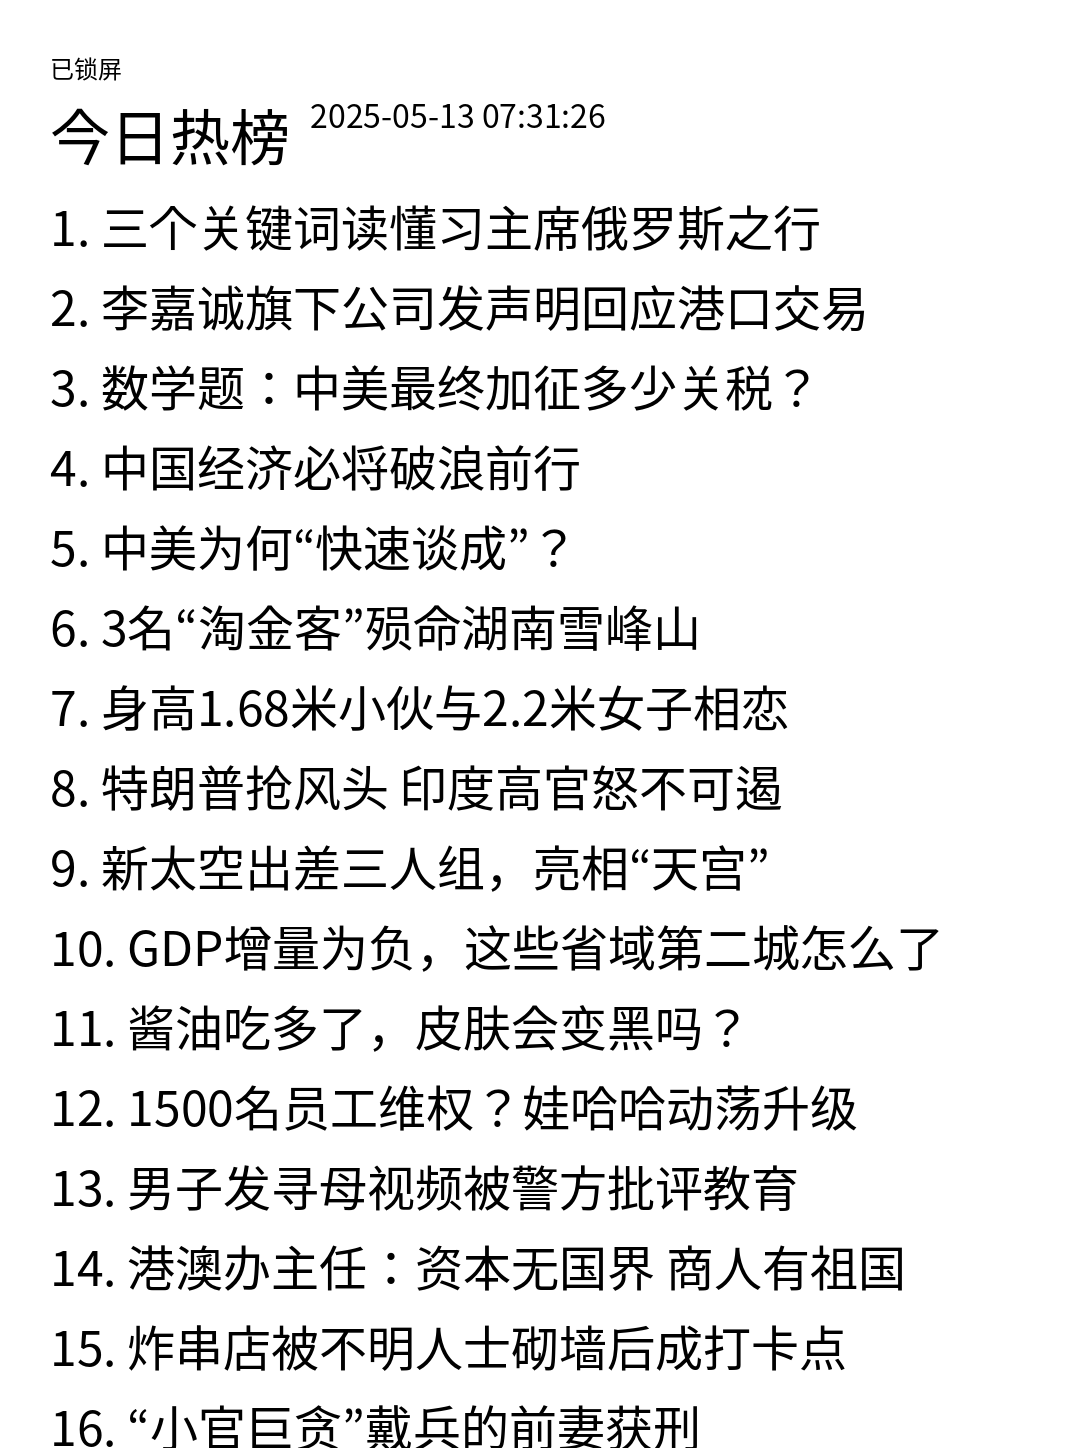 已锁屏
今日热榜 2025-05-13 07:31:26
1. 三个关键词读懂习主席俄罗斯之行
2. 李嘉诚旗下公司发声明回应港口交易
3. 数学题：中美最终加征多少关税？
4. 中国经济必将破浪前行
5. 中美为何“快速谈成”？
6. 3名“淘金客”殒命湖南雪峰山
7. 身高1.68米小伙与2.2米女子相恋
8. 特朗普抢风头 印度高官怒不可遏
9. 新太空出差三人组，亮相“天宫”
10. GDP增量为负，这些省域第二城怎么了
11. 酱油吃多了，皮肤会变黑吗？
12. 1500名员工维权？娃哈哈动荡升级
13. 男子发寻母视频被警方批评教育
14. 港澳办主任：资本无国界 商人有祖国
15. 炸串店被不明人士砌墙后成打卡点
16. “小官巨贪”戴兵的前妻获刑